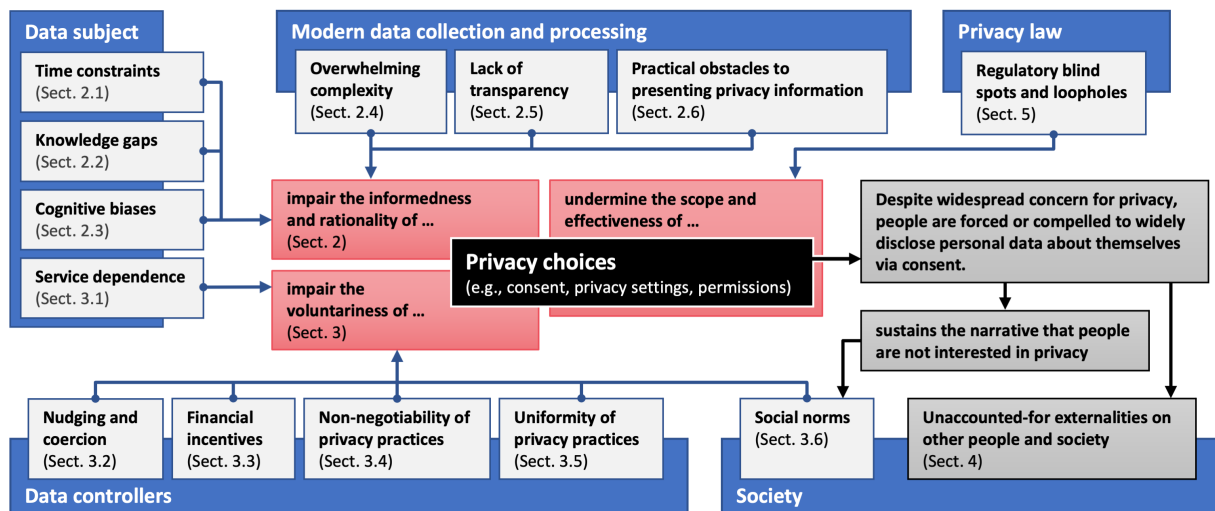 Data subject
Time constraints
(Sect. 2.1)
Knowledge gaps
(Sect. 2.2)
Cognitive biases
(Sect. 2.3)
Service dependence
(Sect. 3.1)
Modern data collection and processing
Overwhelming
complexity
(Sect. 2.4)
Lack of
transparency
(Sect. 2.5)
Practical obstacles to
presenting privacy information
(Sect. 2.6)
Privacy law
Regulatory blind
spots and loopholes
(Sect. 5)
impair the informedness
and rationality of ...
(Sect. 2)
undermine the scope and
effectiveness of ...
Privacy choices
(e.g., consent, privacy settings, permissions)
impair the
voluntariness of ...
(Sect. 3)
Despite widespread concern for privacy,
people are forced or compelled to widely
disclose personal data about themselves
via consent.
sustains the narrative that people
are not interested in privacy
Nudging and
coercion
(Sect. 3.2)
Financial
incentives
(Sect. 3.3)
Non-negotiability of
privacy practices
(Sect. 3.4)
Uniformity of
privacy practices
(Sect. 3.5)
Data controllers
Social norms
(Sect. 3.6)
Unaccounted-for externalities on
other people and society
(Sect. 4)
Society